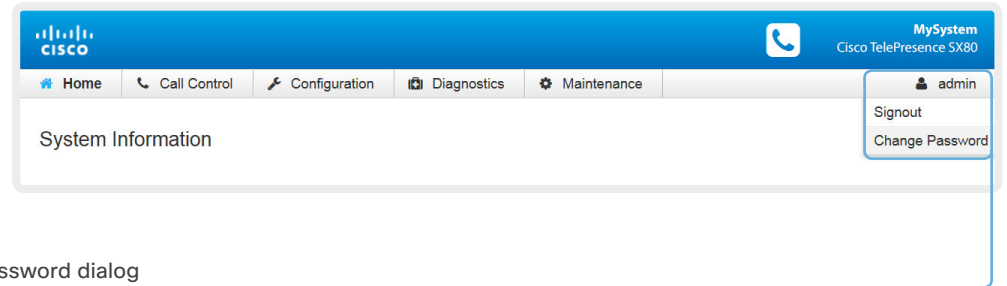 CISCO
MySystem
Cisco TelePresence SX80
Home Call Control Configuration Diagnostics Maintenance admin
Signout
System Information
Change Password
ssword dialog